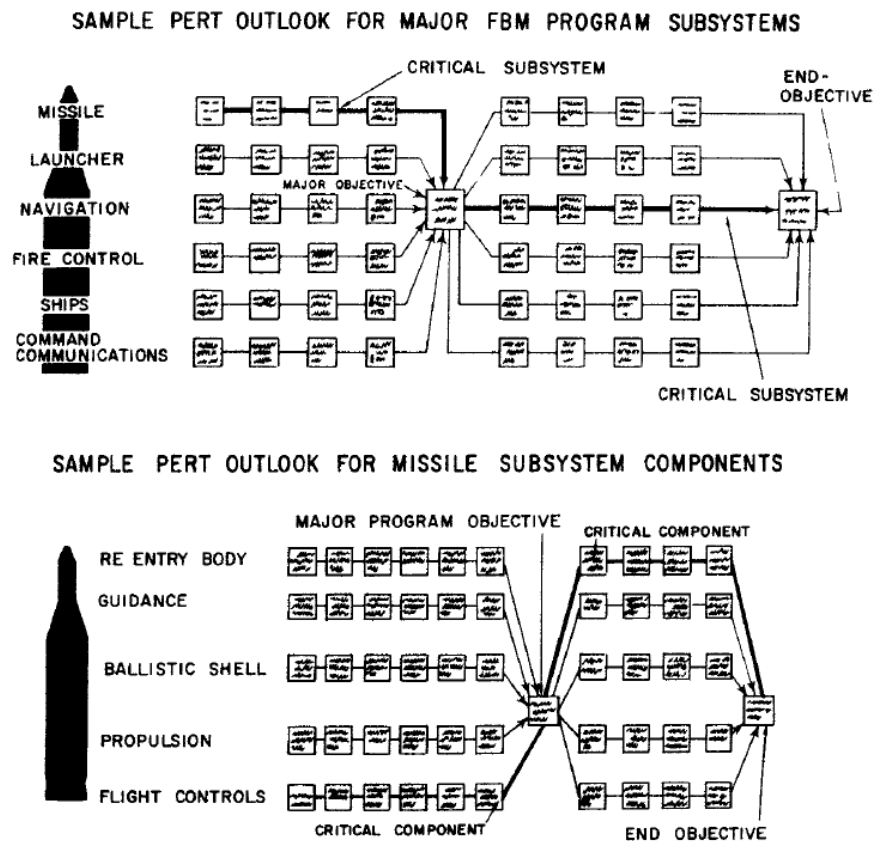 SAMPLE PERT OUTLOOK FOR MAJOR FBM PROGRAM SUBSYSTEMS
CRITICAL SUBSYSTEM
END-
OBJECTIVE
MISSILE
LAUNCHER
MAJOR OBJECTIVE
NAVIGATION
FIRE CONTROL
SHIPS
COMMAND
COMMUNICATIONS
CRITICAL SUBSYSTEM
SAMPLE PERT OUTLOOK FOR MISSILE SUBSYSTEM COMPONENTS
MAJOR PROGRAM OBJECTIVE
CRITICAL COMPONENT
RE ENTRY BODY
GUIDANCE
BALLISTIC SHELL
PROPULSION
FLIGHT CONTROLS
CRITICAL COMPONENT
END OBJECTIVE